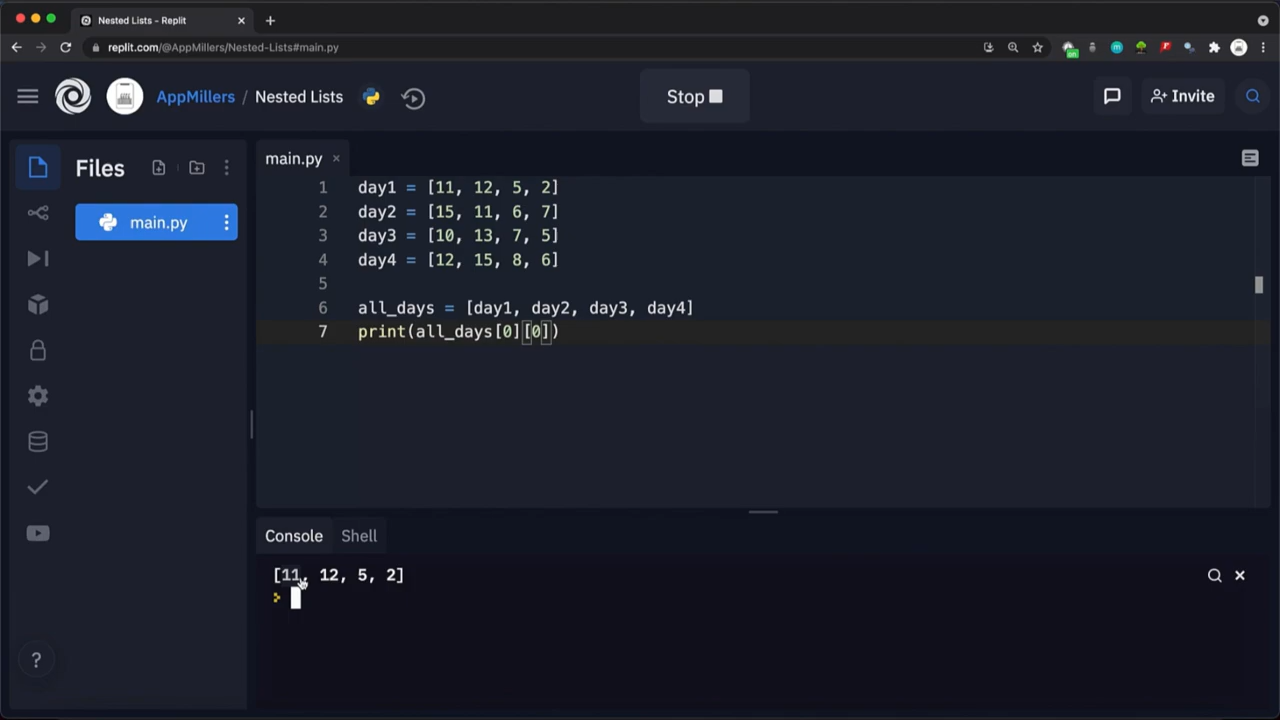 Nested Lists - Replit
replit.com/@AppMillers/Nested-Lists#main.py
on
AppMillers / Nested Lists
Stop
Invite
Files
main.py
main.py
1 day1 = [11, 12, 5, 2]
2 day2 = [15, 11, 6, 7]
3 day3 = [10, 13, 7, 5]
4 day4 = [12, 15, 8, 6]
5
6 all_days = [day1, day2, day3, day4]
7 print(all_days[0][0])
Console Shell
[11, 12, 5, 2]
>
?